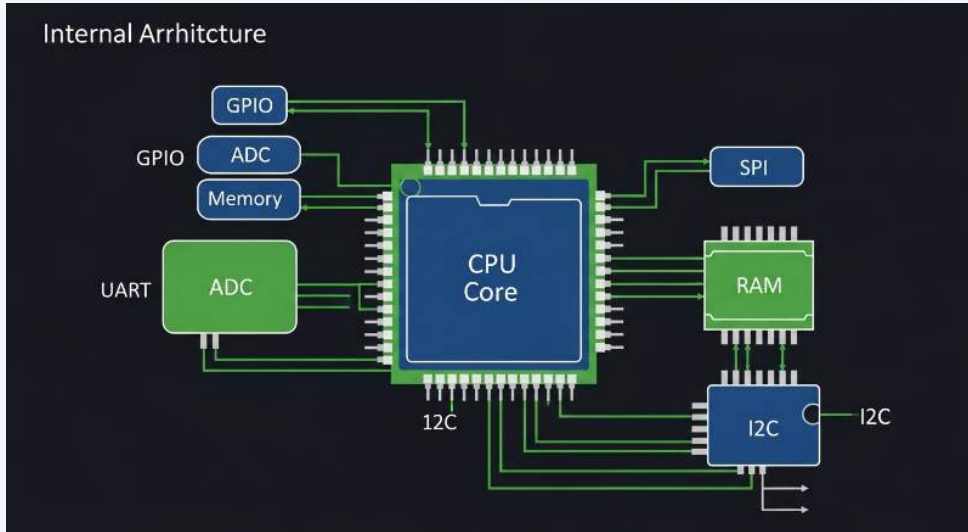 Internal Arrhitcture
GPIO
GPIO
ADC
Memory
SPI
CPU
Core
UART
ADC
RAM
12C
I2C
I2C